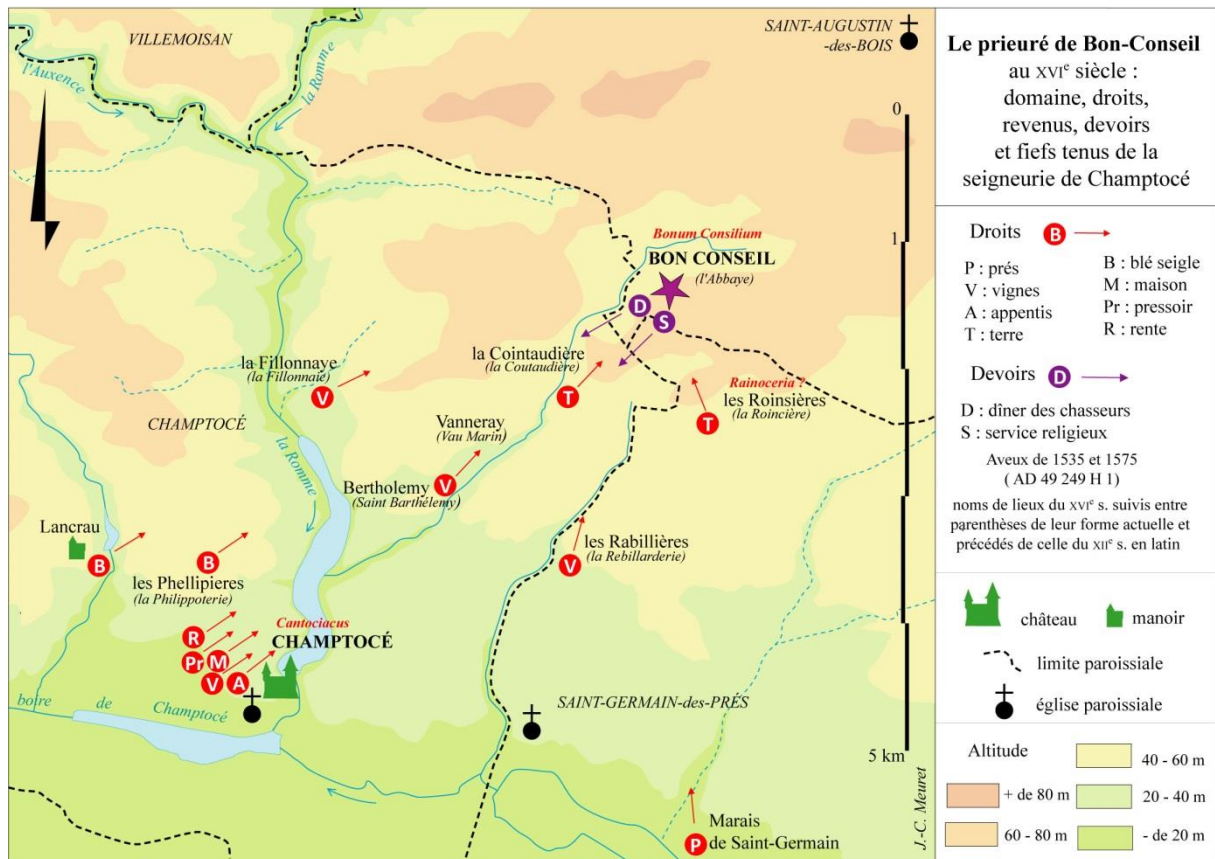 VILLEMOISAN
SAINT-AUGUSTIN
-des-BOIS
l'Auxence
la Romme
0
1
5 km
Bonum Consilium
BON CONSEIL
(l'Abbaye)
D
S
la Fillonnaye
(la Fillonnaie)
V
la Cointaudière
(la Coutaudière)
T
Rainoceria ?
les Roinsières
(la Roincière)
T
CHAMPTOCÉ
la Romme
Vanneray
(Vau Marin)
Bertholemy
(Saint Barthélemy)
V
Lancrau
B
B
les Phellipieres
(la Philippoterie)
les Rabillières
(la Rebillarderie)
V
Cantociacus
CHAMPTOCÉ
R
Pr
M
V
A
boire de Champtocé
SAINT-GERMAIN-des-PRÉS
Marais
de Saint-Germain
P
J.-C. Meuret
Le prieuré de Bon-Conseil
au XVIe siècle :
domaine, droits,
revenus, devoirs
et fiefs tenus de la
seigneurie de Champtocé
Droits B
P : prés
V : vignes
A : appentis
T : terre
B : blé seigle
M : maison
Pr : pressoir
R : rente
Devoirs D
D : dîner des chasseurs
S : service religieux
Aveux de 1535 et 1575
( AD 49 249 H 1)
noms de lieux du XVIe s. suivis entre
parenthèses de leur forme actuelle et
précédés de celle du XIIe s. en latin
château
manoir
limite paroissiale
église paroissiale
Altitude
+ de 80 m
60 - 80 m
40 - 60 m
20 - 40 m
- de 20 m